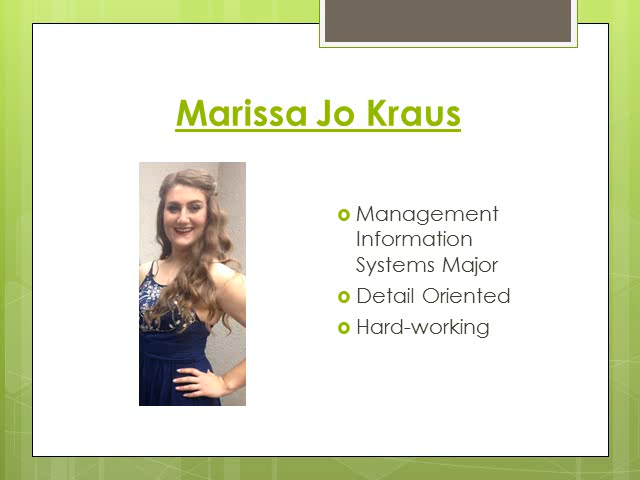 Marissa Jo Kraus
Management
Information
Systems Major
Detail Oriented
Hard-working